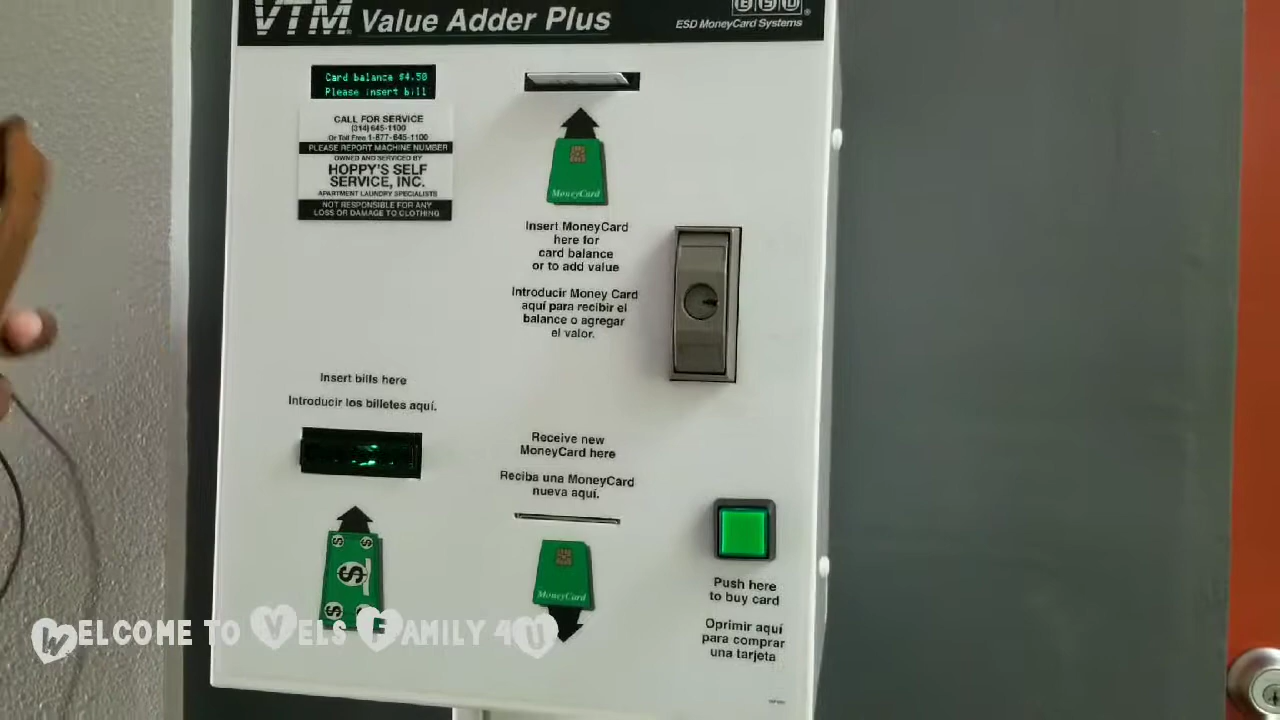 VTM Value Adder Plus
ESD
ESD MoneyCard Systems
Card balance $4.50
Please insert bill
CALL FOR SERVICE
(314) 645-1100
Or Toll Free 1-877-645-1100
PLEASE REPORT MACHINE NUMBER
OWNED AND SERVICED BY
HOPPY'S SELF
SERVICE, INC.
APARTMENT LAUNDRY SPECIALISTS
NOT RESPONSIBLE FOR ANY
LOSS OR DAMAGE TO CLOTHING
MoneyCard
Insert MoneyCard
here for
card balance
or to add value
Introducir Money Card
aquí para recibir el
balance o agregar
el valor.
Insert bills here
Introducir los billetes aquí.
Receive new
MoneyCard here
Reciba una MoneyCard
nueva aquí.
MoneyCard
Push here
to buy card
Oprimir aquí
para comprar
una tarjeta
$ $
$
$
WELCOME TO VELS FAMILY 4U